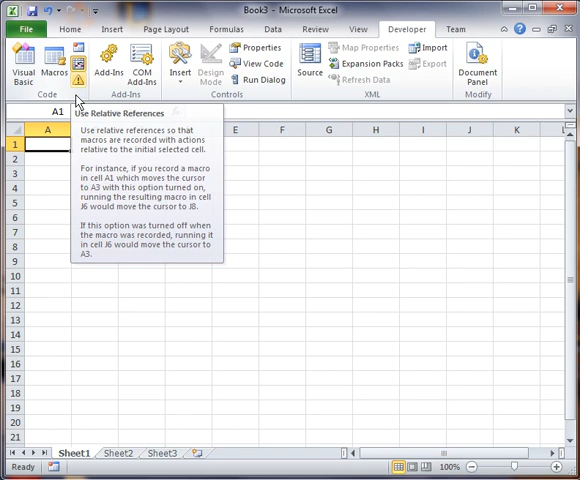 Book3 - Microsoft Excel
File Home Insert Page Layout Formulas Data Review View Developer Team
Visual Basic
Macros
Code
Add-Ins
COM Add-Ins
Add-Ins
Insert
Design Mode
Properties
View Code
Run Dialog
Controls
Source
Map Properties
Expansion Packs
Refresh Data
Import
Export
XML
Document Panel
Modify
A1
A E F G H I J K L
1
2
3
4
5
6
7
8
9
10
11
12
13
14
15
16
17
18
19
20
21
Use Relative References
Use relative references so that
macros are recorded with actions
relative to the initial selected cell.
For instance, if you record a macro
in cell A1 which moves the cursor
to A3 with this option turned on,
running the resulting macro in cell
J6 would move the cursor to J8.
If this option was turned off when
the macro was recorded, running it
in cell J6 would move the cursor to
A3.
Sheet1 Sheet2 Sheet3
Ready
100%